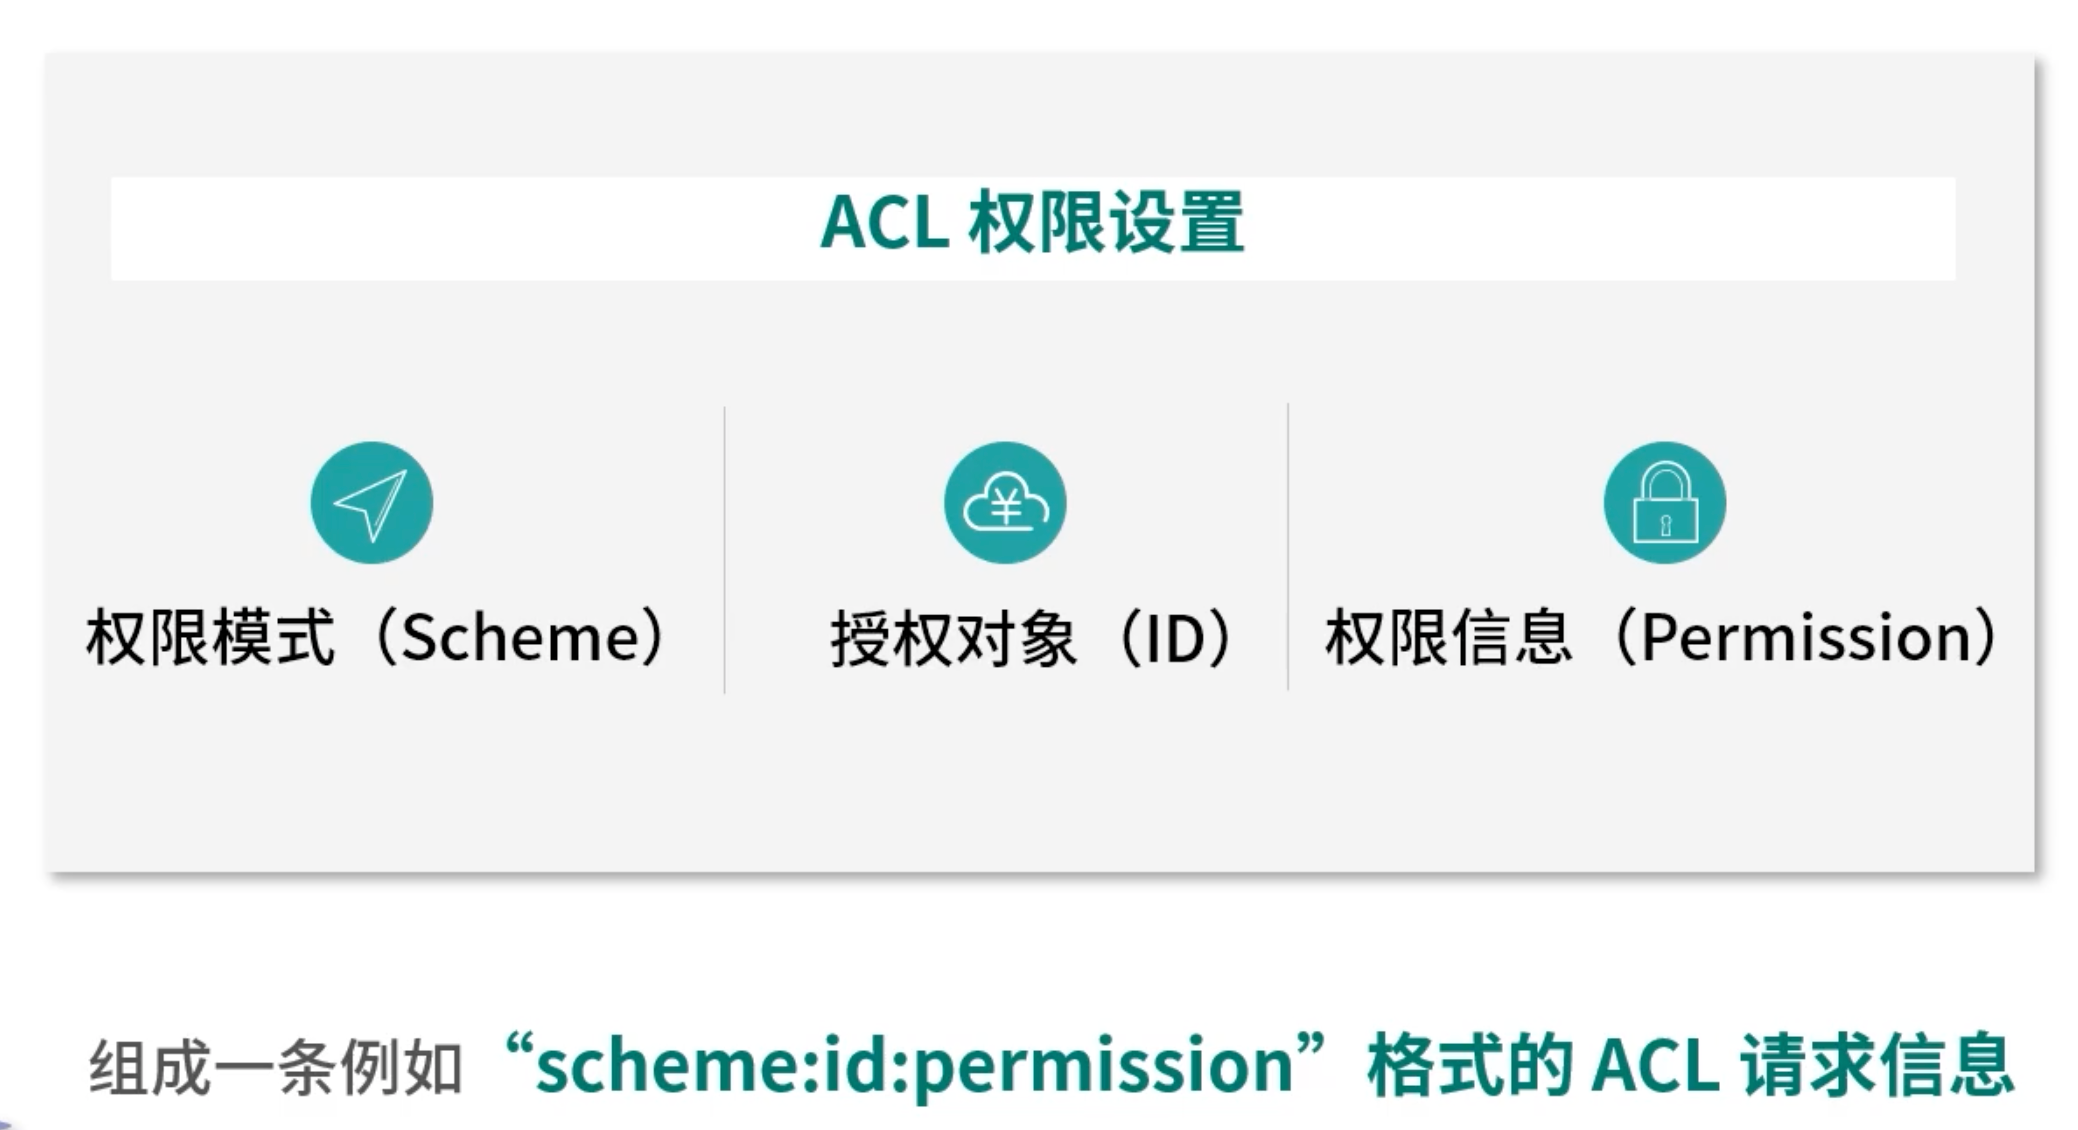 ACL 权限设置
权限模式（Scheme）
授权对象（ID）
权限信息（Permission）
组成一条例如“scheme:id:permission”格式的 ACL 请求信息